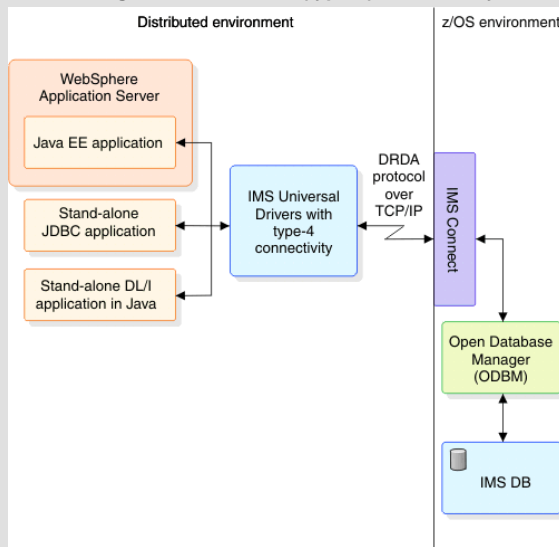 Distributed environment
z/OS environment
WebSphere
Application Server
Java EE application
Stand-alone
JDBC application
Stand-alone DL/I
application in Java
IMS Universal
Drivers with
type-4
connectivity
DRDA
protocol
over
TCP/IP
IMS Connect
Open Database
Manager
(ODBM)
IMS DB